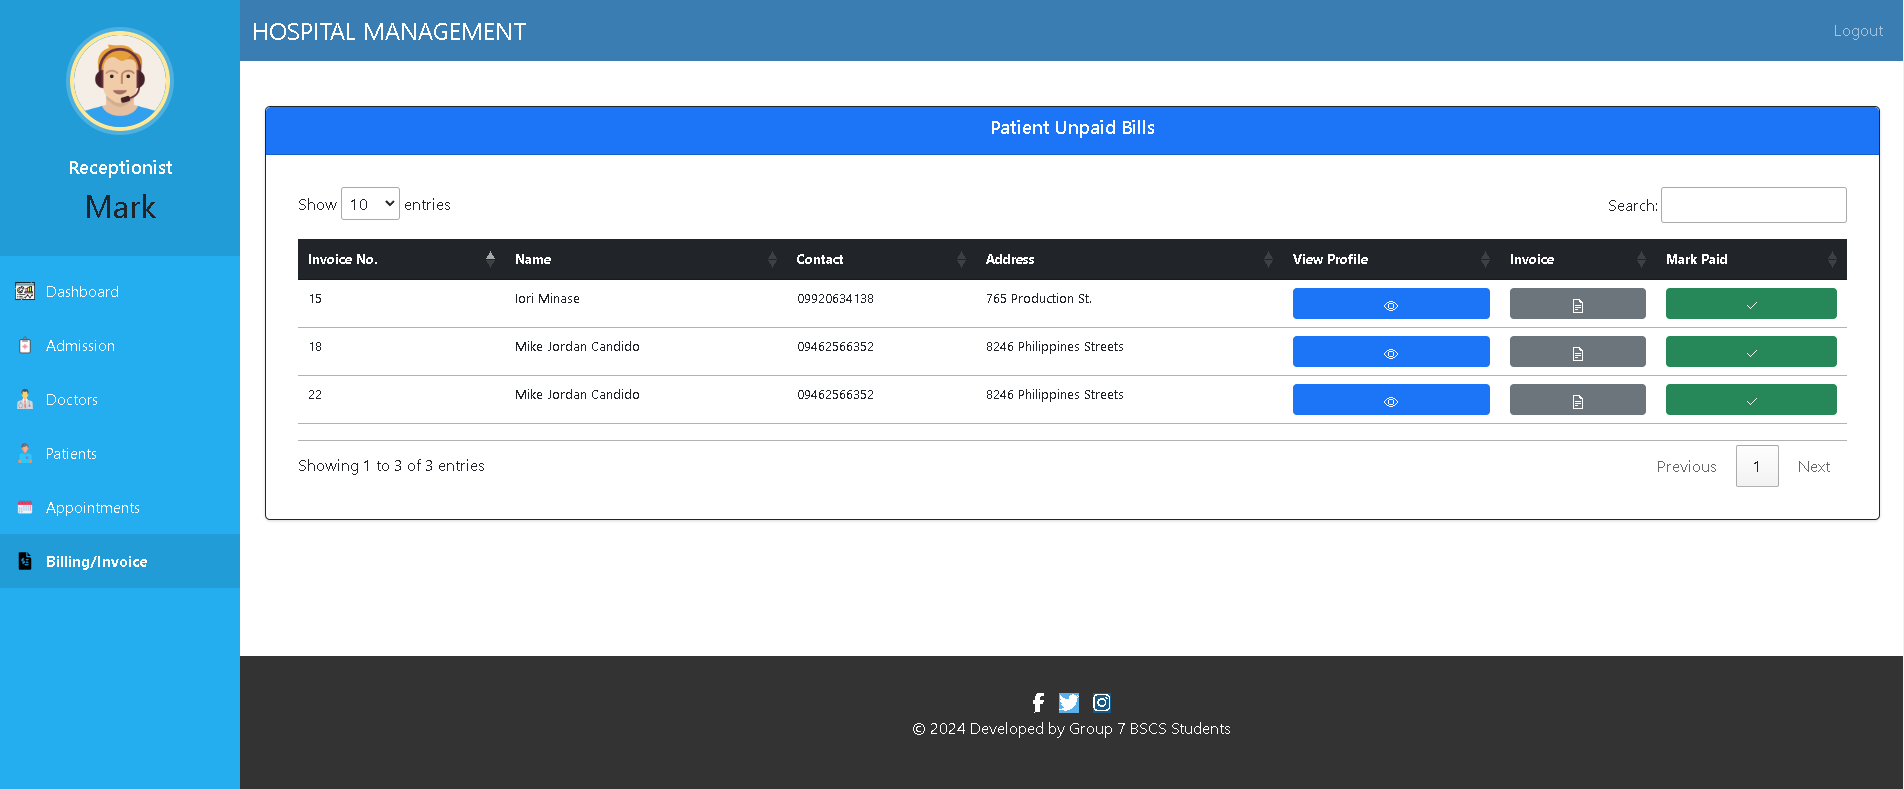 HOSPITAL MANAGEMENT
Logout
Receptionist
Mark
Dashboard
Admission
Doctors
Patients
Appointments
Billing/Invoice
Patient Unpaid Bills
Show 10 entries
Search:
Invoice No. Name Contact Address View Profile Invoice Mark Paid
15 Iori Minase 09920634138 765 Production St.
18 Mike Jordan Candido 09462566352 8246 Philippines Streets
22 Mike Jordan Candido 09462566352 8246 Philippines Streets
Showing 1 to 3 of 3 entries
Previous 1 Next
© 2024 Developed by Group 7 BSCS Students